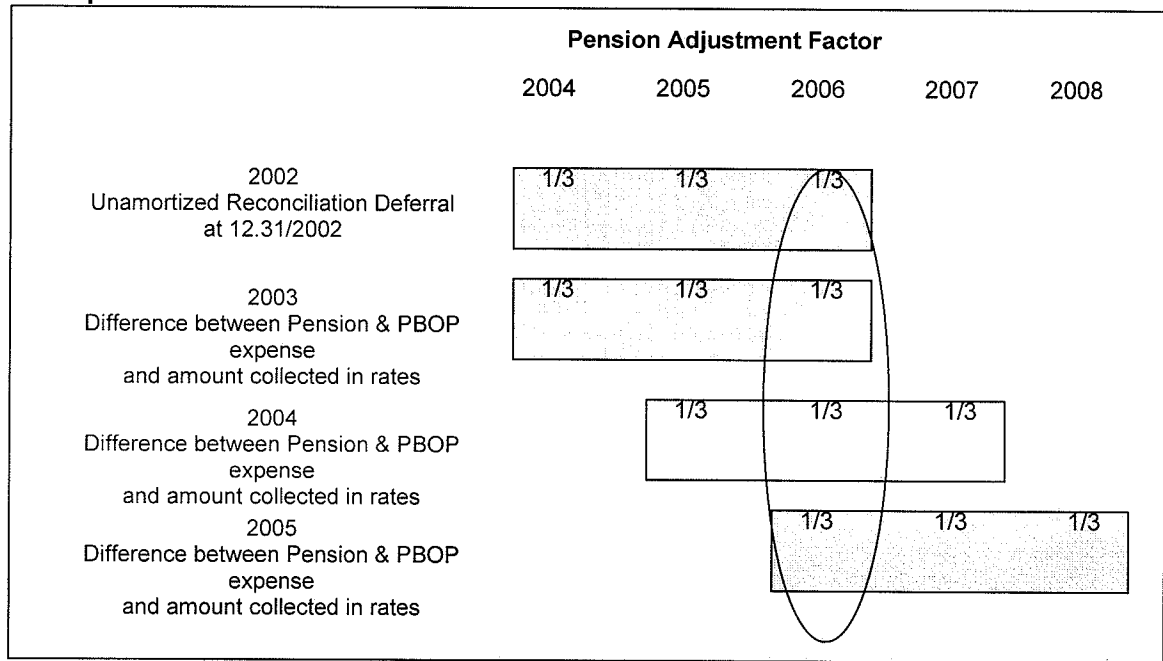 Pension Adjustment Factor
2004 2005 2006 2007 2008
2002 1/3 1/3 1/3
Unamortized Reconciliation Deferral
at 12.31/2002
2003 1/3 1/3 1/3
Difference between Pension & PBOP
expense
and amount collected in rates
2004 1/3 1/3 1/3
Difference between Pension & PBOP
expense
and amount collected in rates
2005 1/3 1/3 1/3
Difference between Pension & PBOP
expense
and amount collected in rates